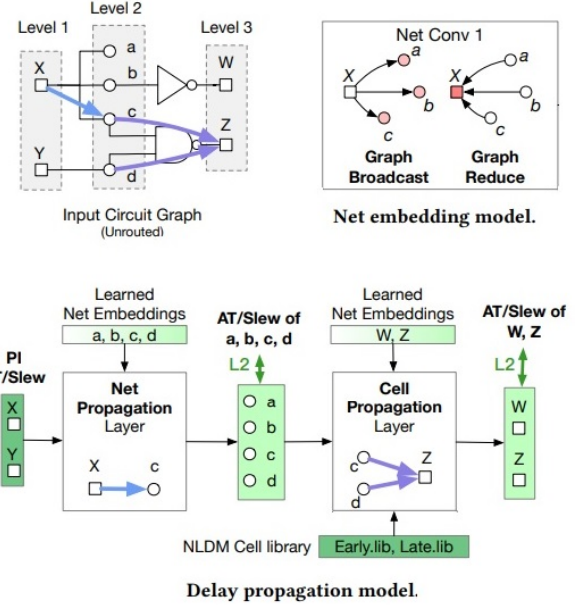 Level 1
Level 2
Level 3
X
a
b
c
W
Z
Y
d
Input Circuit Graph
(Unrouted)
Net Conv 1
X
a
b
c
X
a
b
c
Graph
Broadcast
Graph
Reduce
Net embedding model.
Learned
Net Embeddings
a, b, c, d
AT/Slew of
a, b, c, d
L2
Learned
Net Embeddings
W, Z
AT/Slew of
W, Z
L2
PI
T/Slew
X
Y
Net
Propagation
Layer
X
c
a
b
c
d
Cell
Propagation
Layer
c
d
Z
W
Z
NLDM Cell library
Early.lib, Late.lib
Delay propagation model.